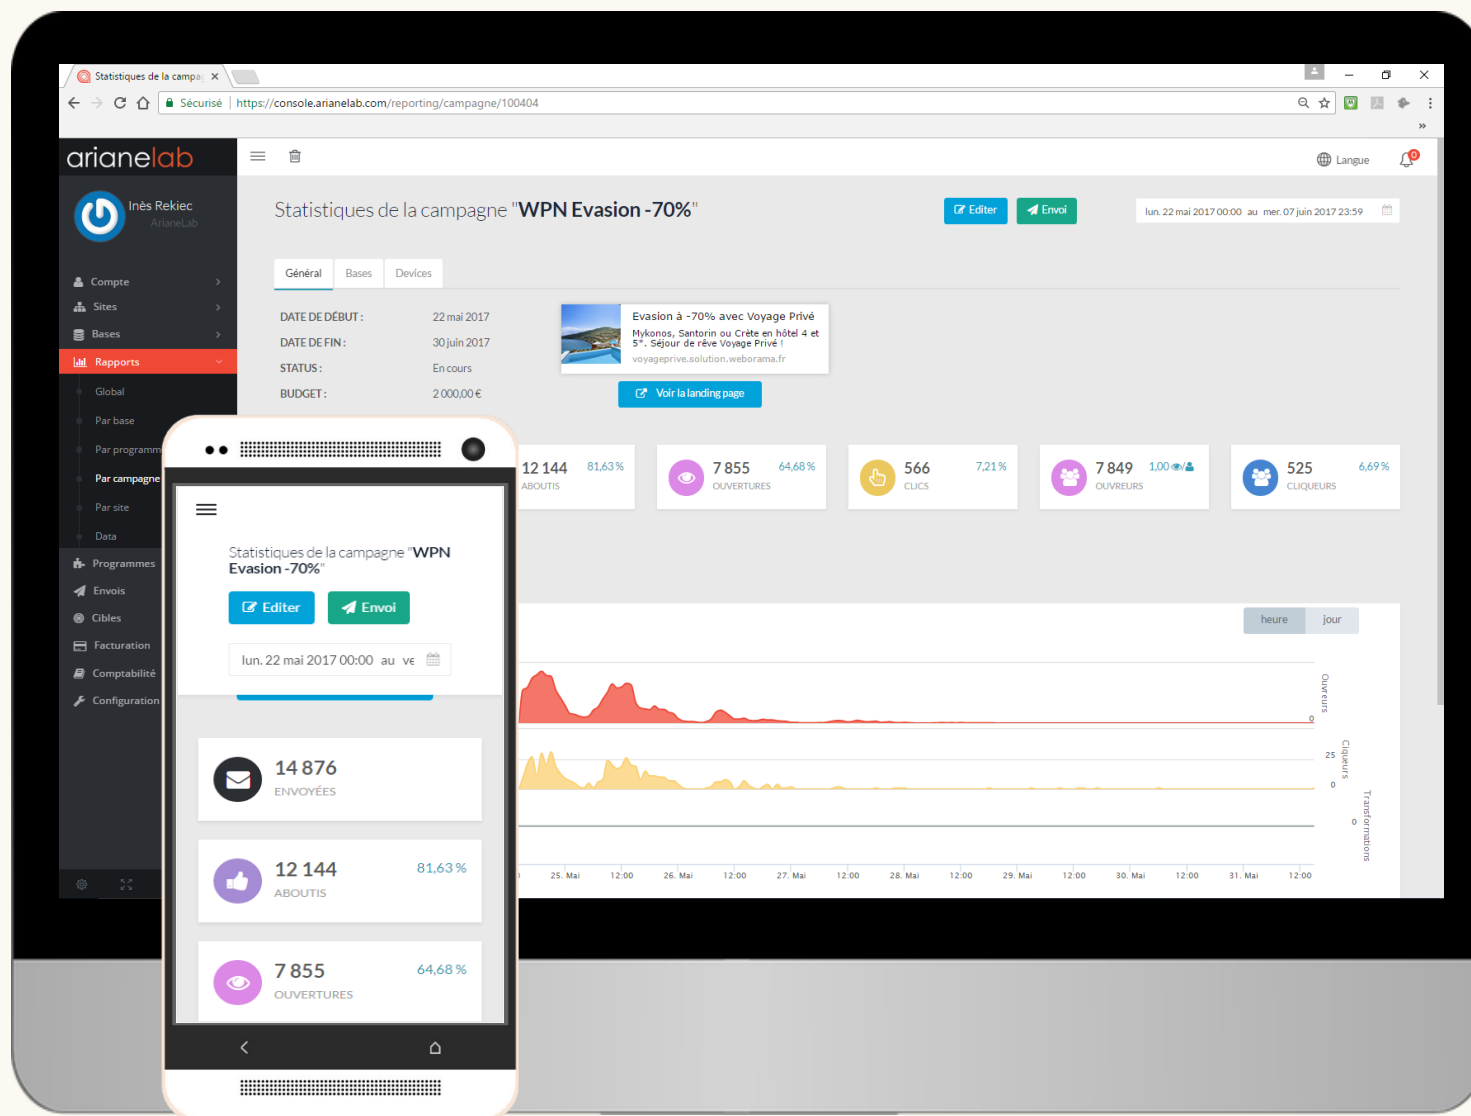 Statistiques de la campa
Sécurisé https://console.arianelab.com/reporting/campagne/100404
arianelab
Langue
0
Inès Rekiec
ArianeLab
Statistiques de la campagne "WPN Evasion -70%"
Editer
Envoi
lun. 22 mai 2017 00:00 au mer. 07 juin 2017 23:59
Général Bases Devices
Compte
Sites
Bases
Rapports
Global
Par base
Par programm
Par campagne
Par site
Data
Programmes
Envois
Cibles
Facturation
Comptabilité
Configuration
DATE DE DÉBUT : 22 mai 2017
DATE DE FIN : 30 juin 2017
STATUS : En cours
BUDGET : 2 000,00 €
Evasion à -70% avec Voyage Privé
Mykonos, Santorin ou Crète en hôtel 4 et
5*. Séjour de rêve Voyage Privé !
voyageprive.solution.weborama.fr
Voir la landing page
12 144 81,63 %
ABOUTIS
7 855 64,68 %
OUVERTURES
566 7,21 %
CLICS
7 849 1,00
OUVREURS
525 6,69 %
CLIQUEURS
heure jour
Ouvreurs
0
25
Cliqueurs
0
Transformations
0
25. Mai 12:00 26. Mai 12:00 27. Mai 12:00 28. Mai 12:00 29. Mai 12:00 30. Mai 12:00 31. Mai 12:00
Statistiques de la campagne "WPN
Evasion -70%"
Editer
Envoi
lun. 22 mai 2017 00:00 au ve
14 876
ENVOYÉES
12 144 81,63 %
ABOUTIS
7 855 64,68 %
OUVERTURES